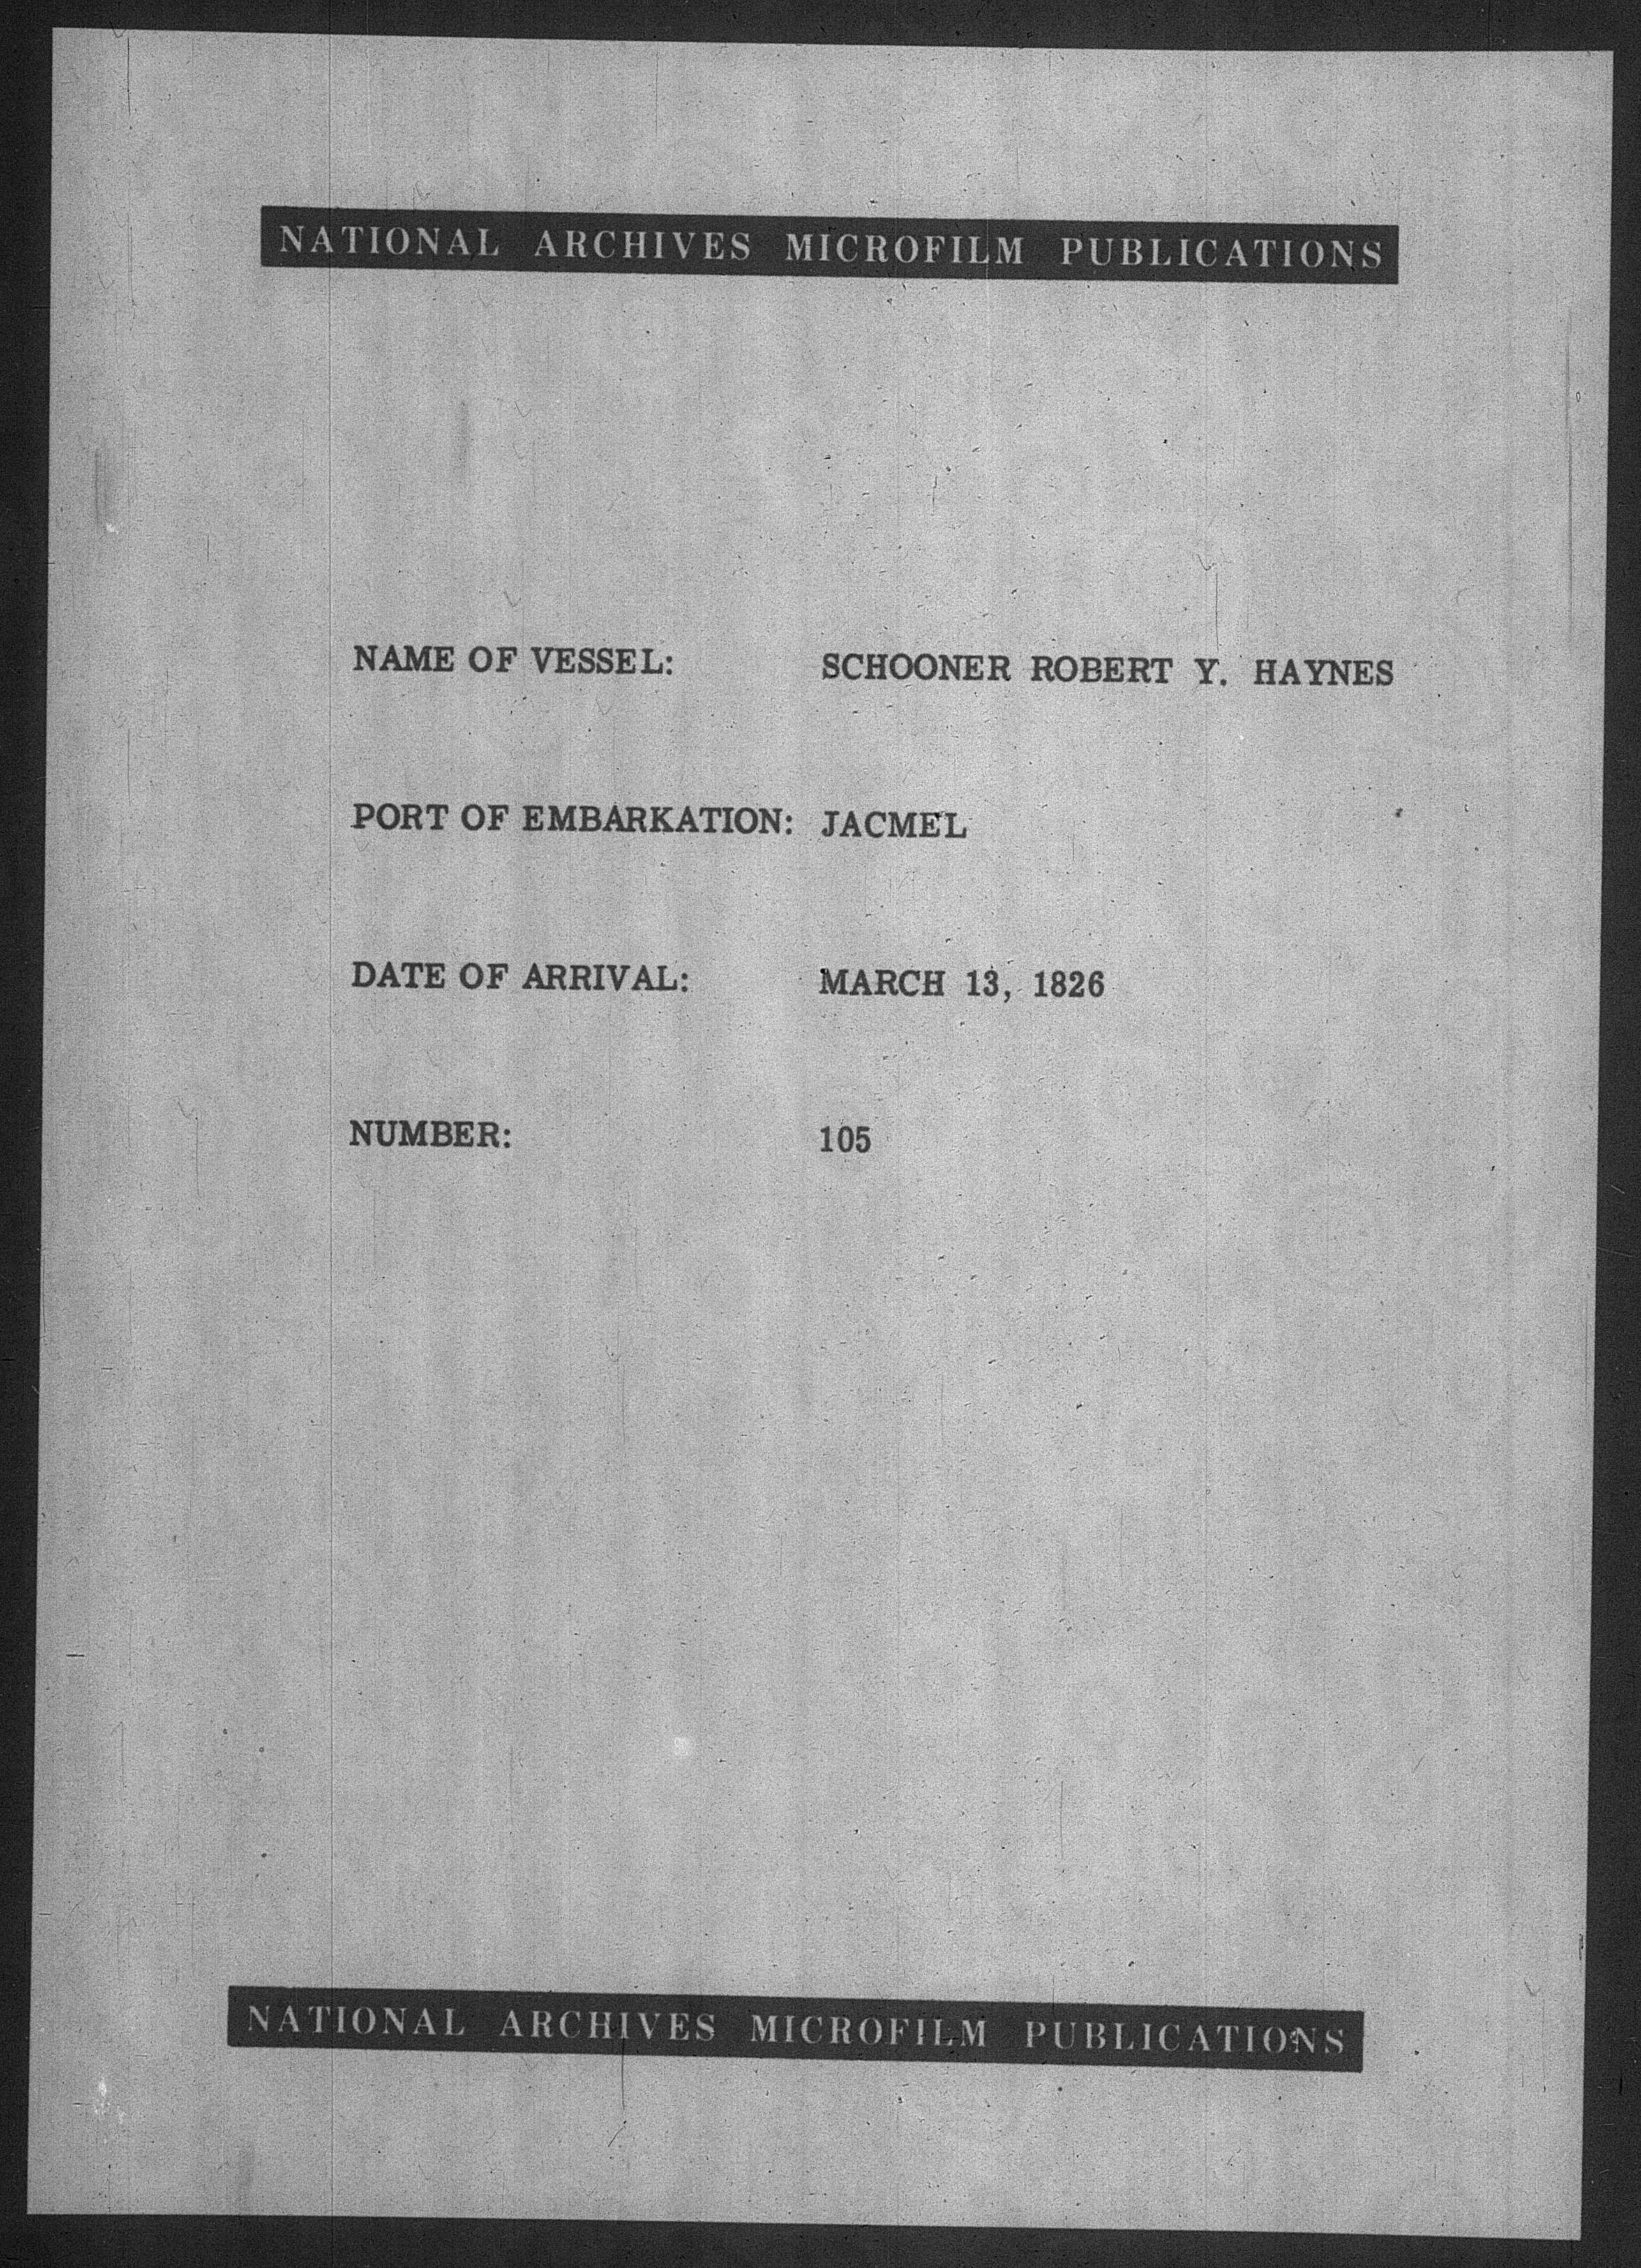 NATIONAL ARCHIVES MICROFILM PUBLICATIONS
NAME OF VESSEL: SCHOONER ROBERT Y. HAYNES
PORT OF EMBARKATION: JACMEL
DATE OF ARRIVAL: MARCH 13, 1826
NUMBER: 105
NATIONAL ARCHIVES MICROFILM PUBLICATIONS